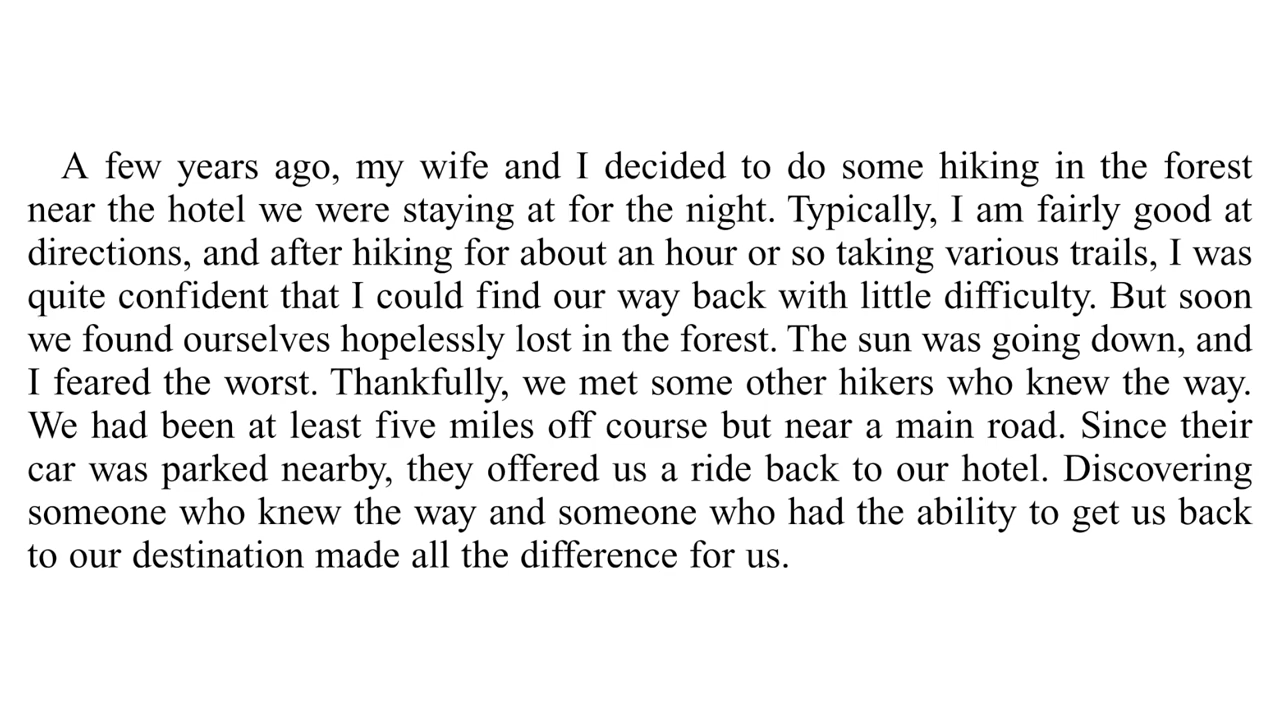 A few years ago, my wife and I decided to do some hiking in the forest
near the hotel we were staying at for the night. Typically, I am fairly good at
directions, and after hiking for about an hour or so taking various trails, I was
quite confident that I could find our way back with little difficulty. But soon
we found ourselves hopelessly lost in the forest. The sun was going down, and
I feared the worst. Thankfully, we met some other hikers who knew the way.
We had been at least five miles off course but near a main road. Since their
car was parked nearby, they offered us a ride back to our hotel. Discovering
someone who knew the way and someone who had the ability to get us back
to our destination made all the difference for us.